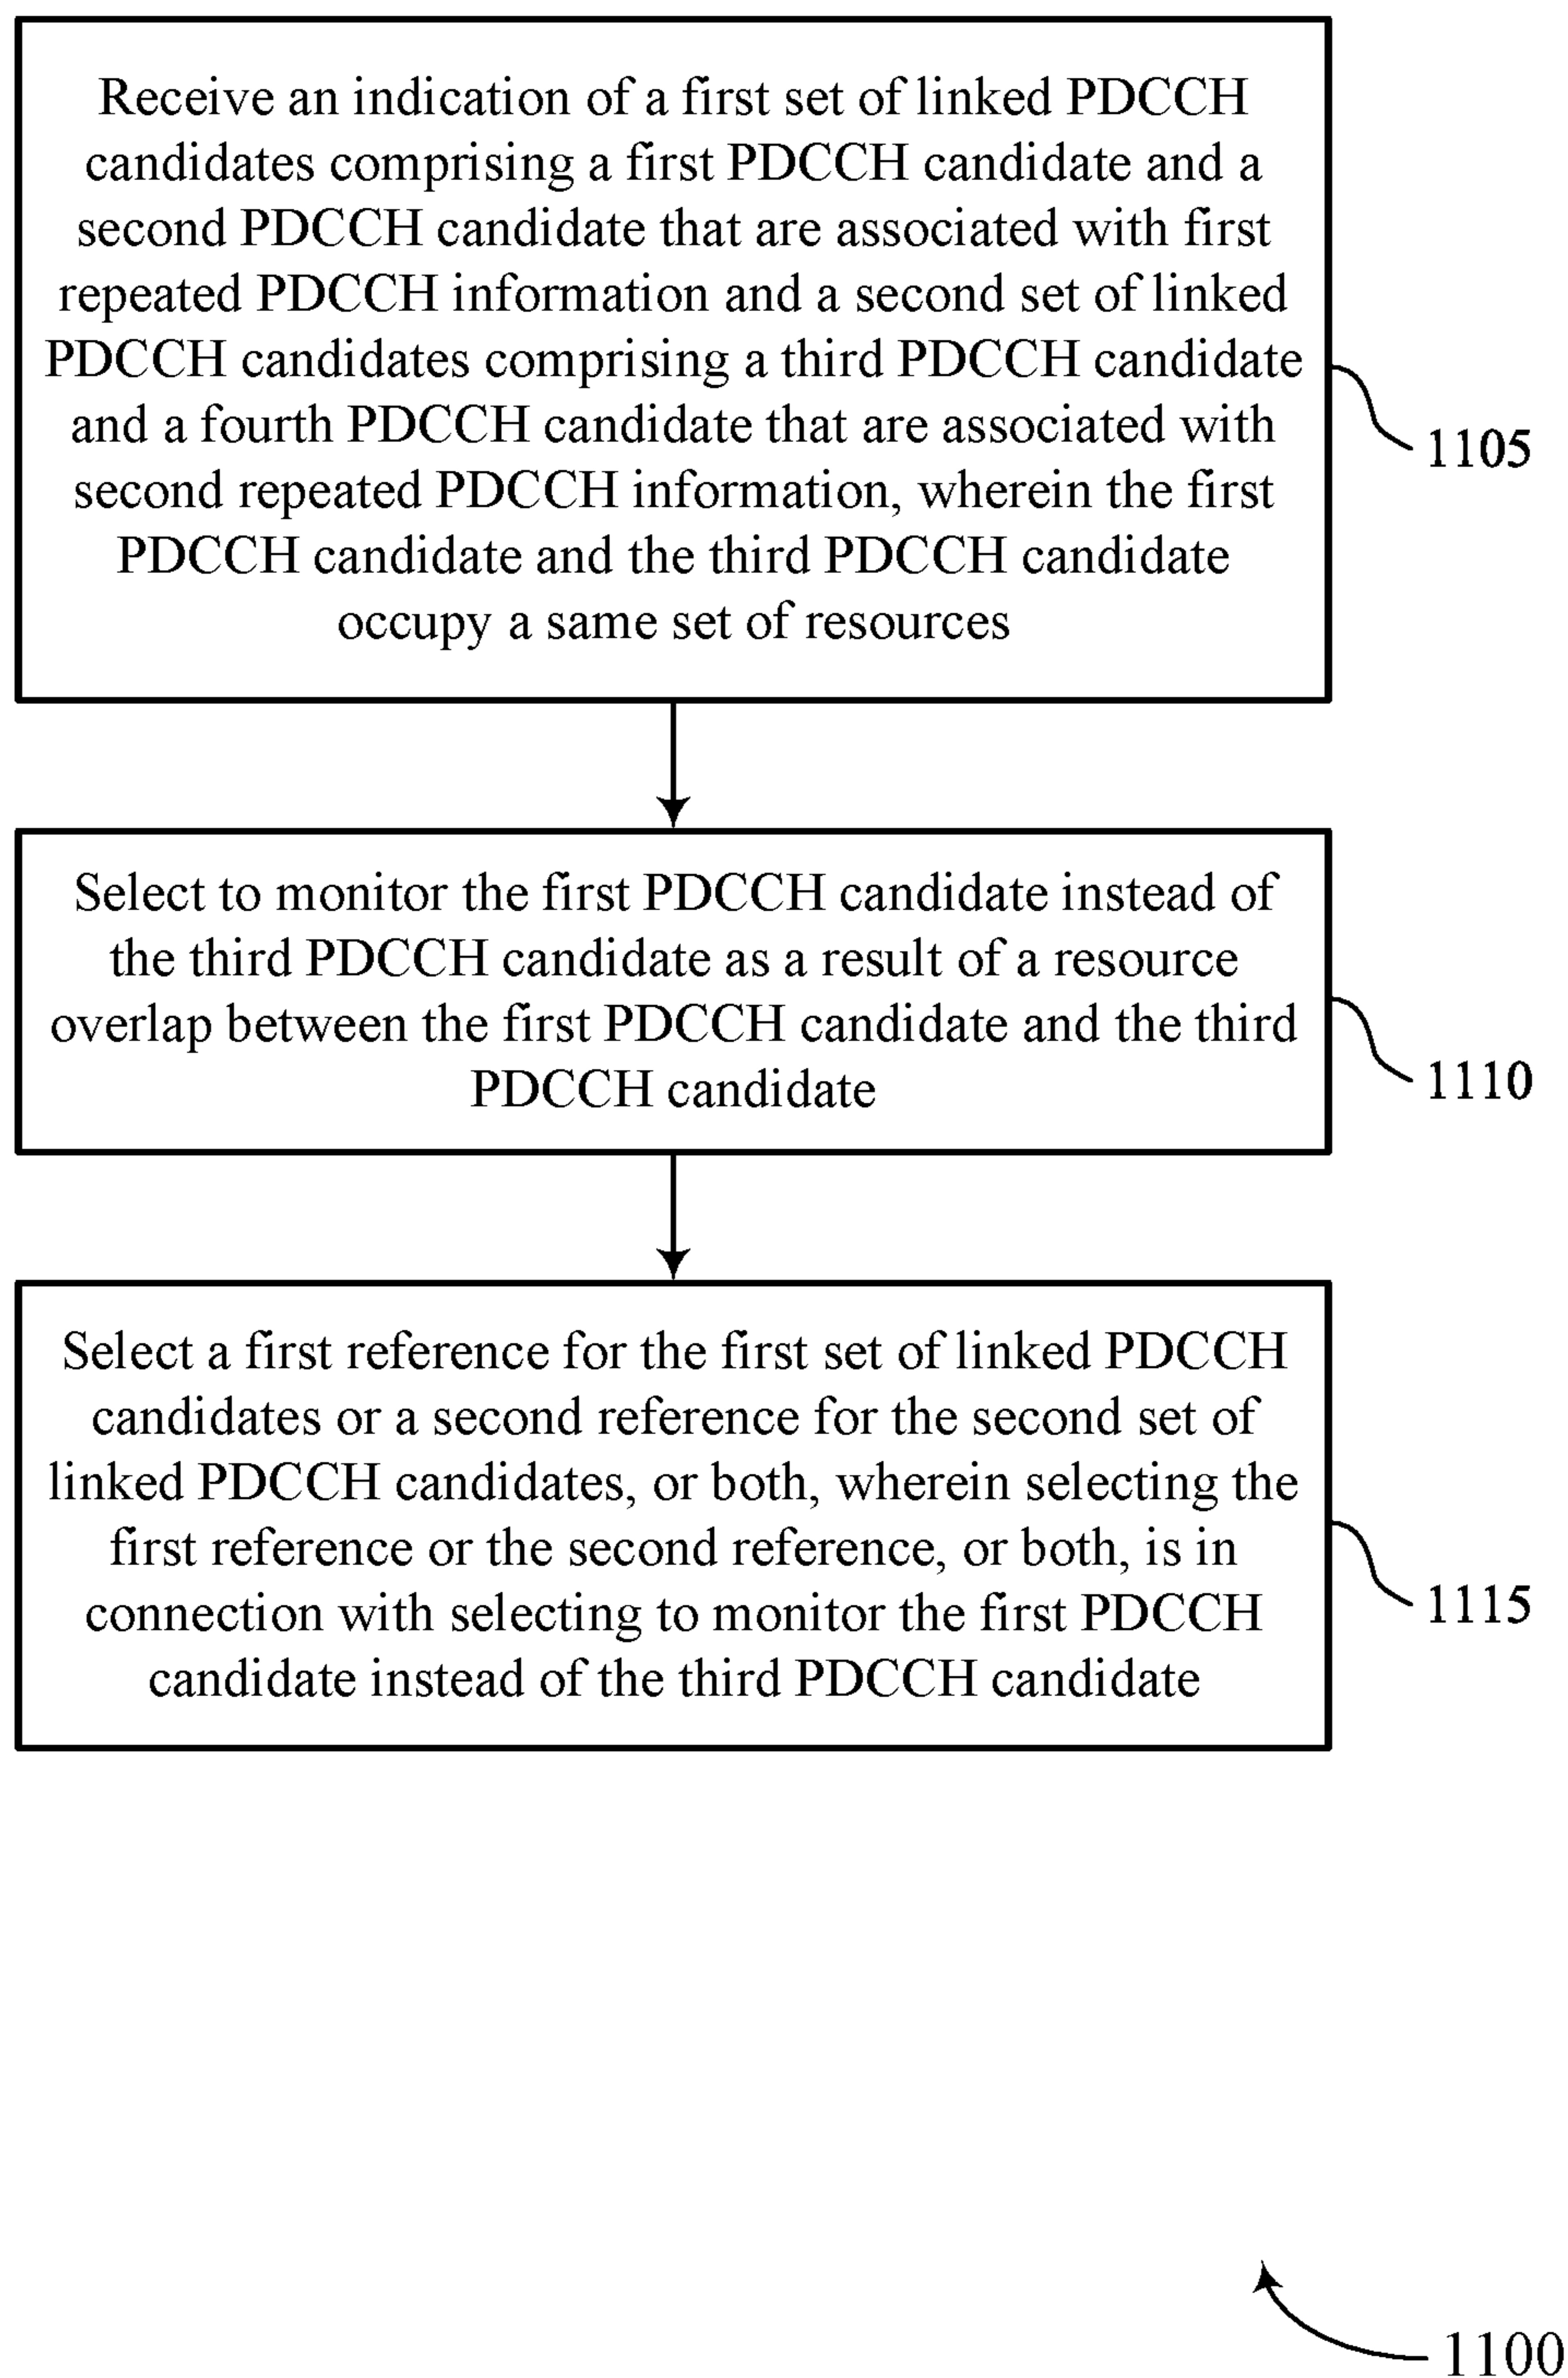 Receive an indication of a first set of linked PDCCH
candidates comprising a first PDCCH candidate and a
second PDCCH candidate that are associated with first
repeated PDCCH information and a second set of linked
PDCCH candidates comprising a third PDCCH candidate
and a fourth PDCCH candidate that are associated with
second repeated PDCCH information, wherein the first
PDCCH candidate and the third PDCCH candidate
occupy a same set of resources
1105
Select to monitor the first PDCCH candidate instead of
the third PDCCH candidate as a result of a resource
overlap between the first PDCCH candidate and the third
PDCCH candidate
1110
Select a first reference for the first set of linked PDCCH
candidates or a second reference for the second set of
linked PDCCH candidates, or both, wherein selecting the
first reference or the second reference, or both, is in
connection with selecting to monitor the first PDCCH
candidate instead of the third PDCCH candidate
1115
1100